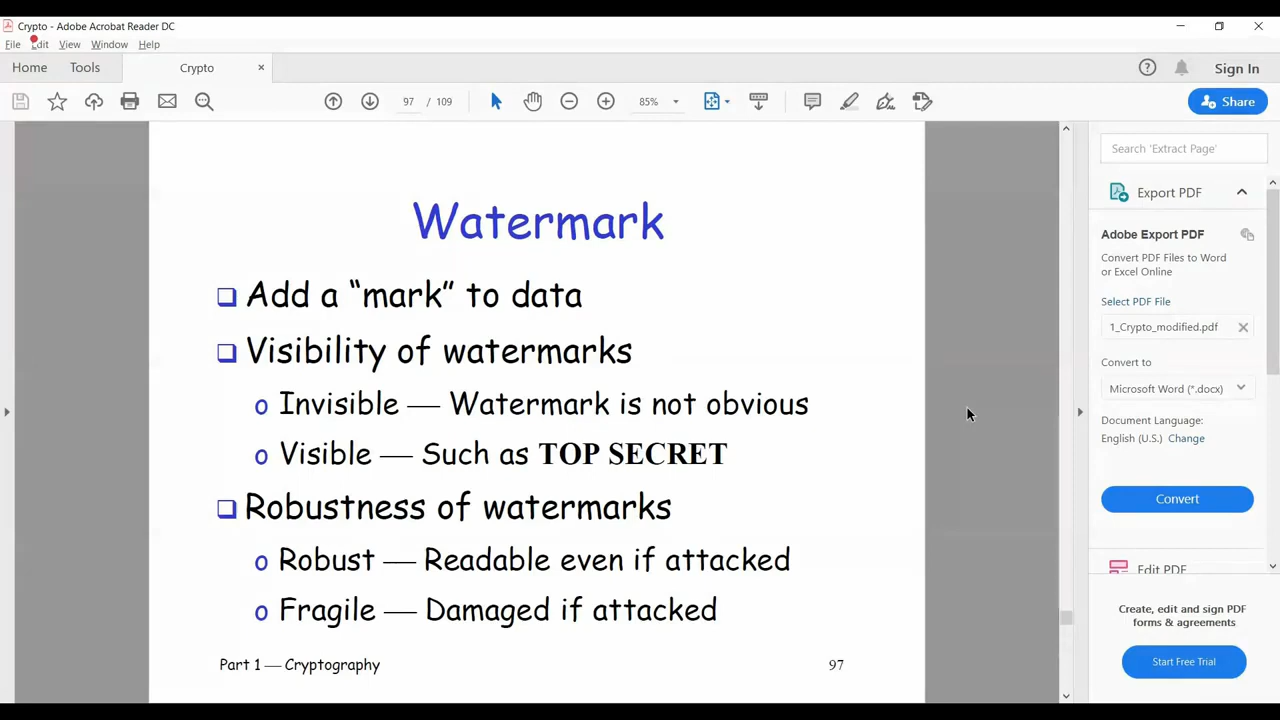 Crypto - Adobe Acrobat Reader DC
File Edit View Window Help
Home Tools Crypto
Sign In
97 / 109
85%
Share
Watermark
Add a “mark” to data
Visibility of watermarks
Invisible — Watermark is not obvious
Visible — Such as TOP SECRET
Robustness of watermarks
Robust — Readable even if attacked
Fragile — Damaged if attacked
Part 1 — Cryptography 97
Search 'Extract Page'
Export PDF
Adobe Export PDF
Convert PDF Files to Word
or Excel Online
Select PDF File
1_Crypto_modified.pdf
Convert to
Microsoft Word (*.docx)
Document Language:
English (U.S.) Change
Convert
Edit PDF
Create, edit and sign PDF
forms & agreements
Start Free Trial